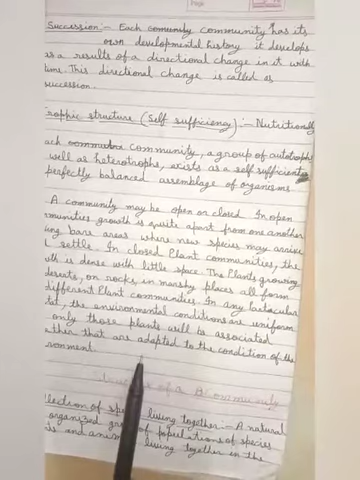 Page
Succession:- Each community has its
own developmental history it develops
as a results of a directional change in it with
time. This directional change is called as
succession.
Trophic structure (Self sufficiency):- Nutritionally
each community, a group of autotrophs
well as heterotrophs, exists as a self sufficient
perfectly balanced assemblage of organisms.
A community may be open or closed In open
communities growth is quite apart from one another
bare areas where new species may arrive
settle. In closed Plant communities, the
is dense with little space. The Plants growing
deserts, on rocks, in marshy places all form
different Plant communities. In any
the environmental conditions are uniform
only those plants will be associated
that are adapted to the condition of the
of a community
living together.- A natural
organized of populations of species
and living together in the